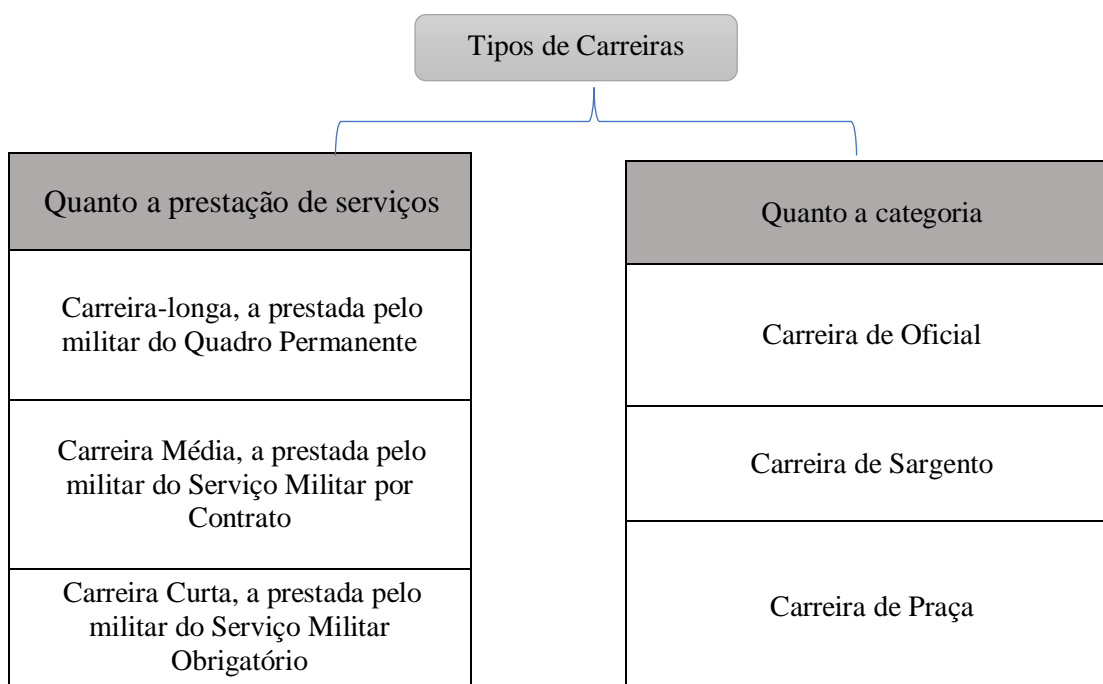 Tipos de Carreiras
Quanto a prestação de serviços
Carreira-longa, a prestada pelo
militar do Quadro Permanente
Carreira Média, a prestada pelo
militar do Serviço Militar por
Contrato
Carreira Curta, a prestada pelo
militar do Serviço Militar
Obrigatório
Quanto a categoria
Carreira de Oficial
Carreira de Sargento
Carreira de Praça